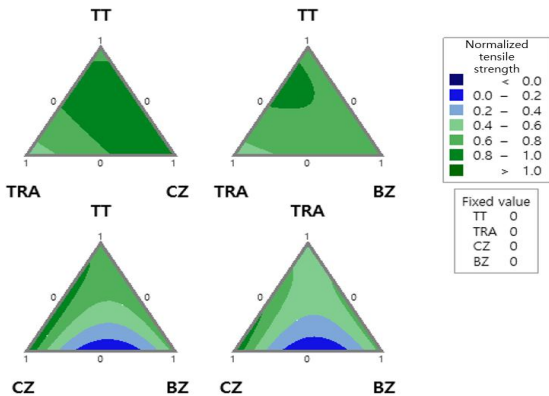 TT
1
0 0
1 0 1
TRA CZ
TT
1
0 0
1 0 1
TRA BZ
Normalized
tensile
strength
< 0.0
0.0 – 0.2
0.2 – 0.4
0.4 – 0.6
0.6 – 0.8
0.8 – 1.0
> 1.0
Fixed value
TT 0
TRA 0
CZ 0
BZ 0
TT
1
0 0
1 0 1
CZ BZ
TRA
1
0 0
1 0 1
CZ BZ